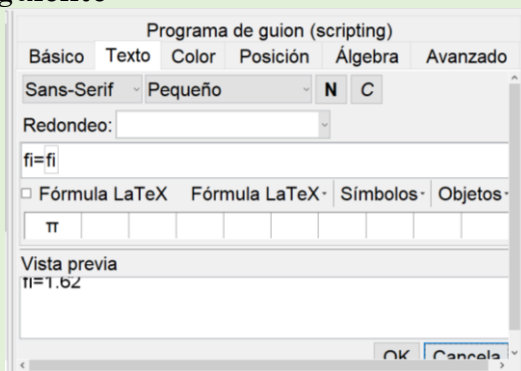 Programa de guion (scripting)
Básico Texto Color Posición Álgebra Avanzado
Sans-Serif Pequeño N C
Redondeo:
fi=fi
Fórmula LaTeX Fórmula LaTeX Símbolos Objetos
π
Vista previa
fi=1.62
OK Cancela